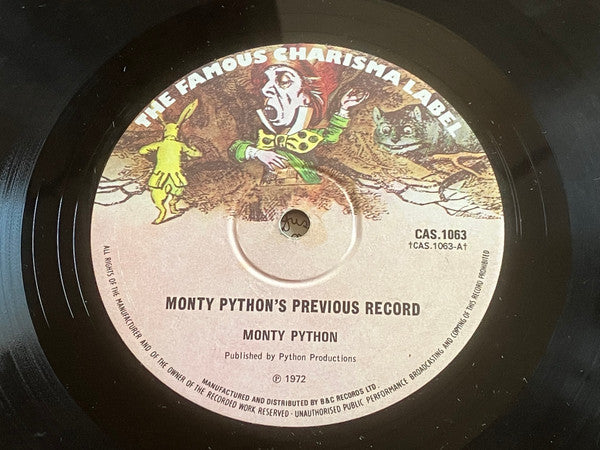 THE FAMOUS CHARISMA LABEL
CAS.1063
†CAS.1063-A†
MONTY PYTHON'S PREVIOUS RECORD
MONTY PYTHON
Published by Python Productions
℗ 1972
MANUFACTURED AND DISTRIBUTED BY B&C RECORDS LTD.
ALL RIGHTS OF THE MANUFACTURER AND OF THE OWNER OF THE RECORDED WORK RESERVED · UNAUTHORISED PUBLIC PERFORMANCE BROADCASTING AND COPYING OF THIS RECORD PROHIBITED